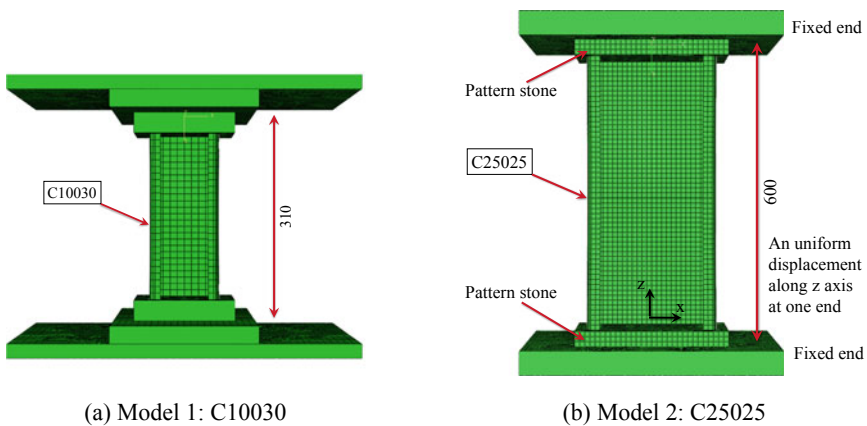 C10030
310
(a) Model 1: C10030
Fixed end
Pattern stone
C25025
600
An uniform
displacement
along z axis
at one end
z
x
Pattern stone
Fixed end
(b) Model 2: C25025